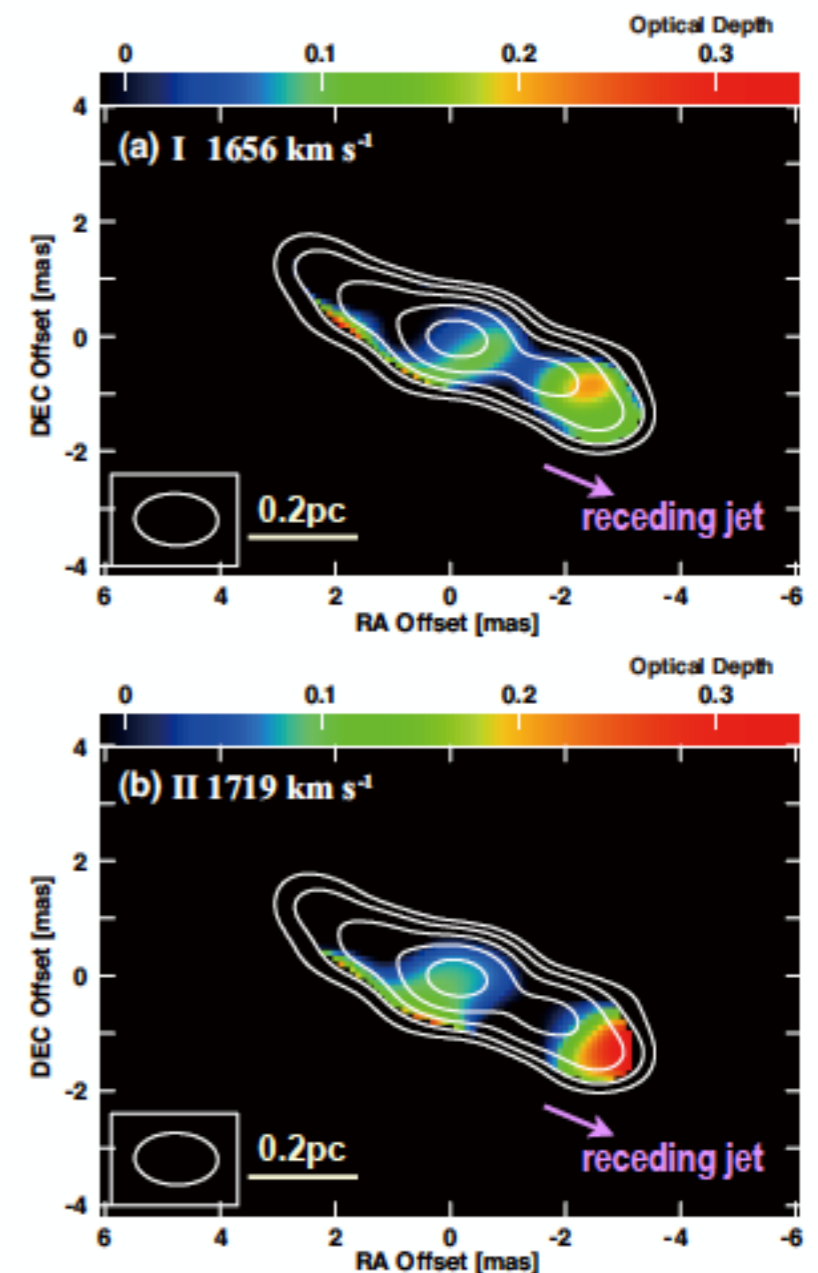 Optical Depth
0 0.1 0.2 0.3
4
(a) I 1656 km s⁻¹
2
0
DEC Offset [mas]
-2
0.2pc
receding jet
-4
6 4 2 0 -2 -4 -6
RA Offset [mas]
Optical Depth
0 0.1 0.2 0.3
4
(b) II 1719 km s⁻¹
2
0
DEC Offset [mas]
-2
0.2pc
receding jet
-4
6 4 2 0 -2 -4 -6
RA Offset [mas]